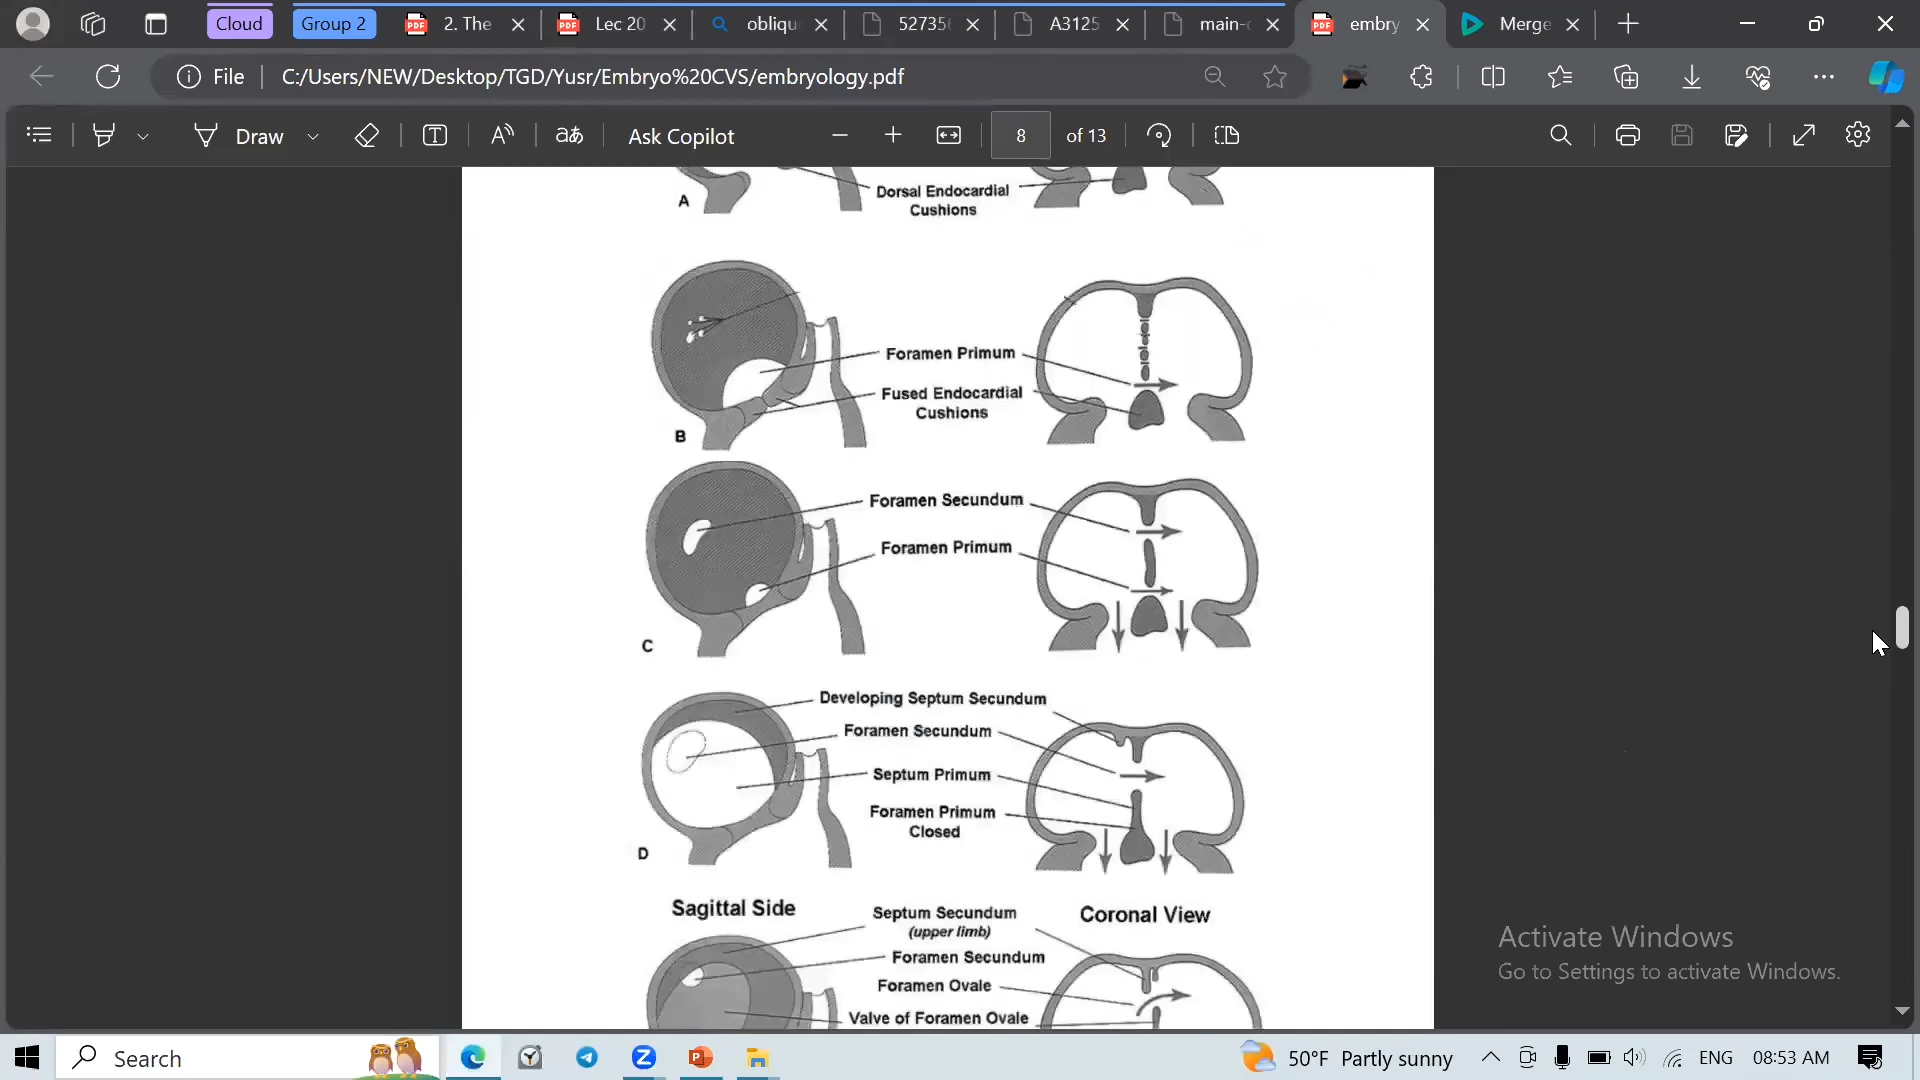 Cloud
Group 2
2. The
Lec 20
obliqu
52735
A3125
main-
embry
Merge
File
C:/Users/NEW/Desktop/TGD/Yusr/Embryo%20CVS/embryology.pdf
Draw
Ask Copilot
8
of 13
A
Dorsal Endocardial
Cushions
Foramen Primum
Fused Endocardial
Cushions
B
Foramen Secundum
Foramen Primum
C
Developing Septum Secundum
Foramen Secundum
Septum Primum
Foramen Primum
Closed
D
Sagittal Side
Septum Secundum
(upper limb)
Coronal View
Foramen Secundum
Foramen Ovale
Valve of Foramen Ovale
Activate Windows
Go to Settings to activate Windows.
Search
50°F Partly sunny
ENG
08:53 AM